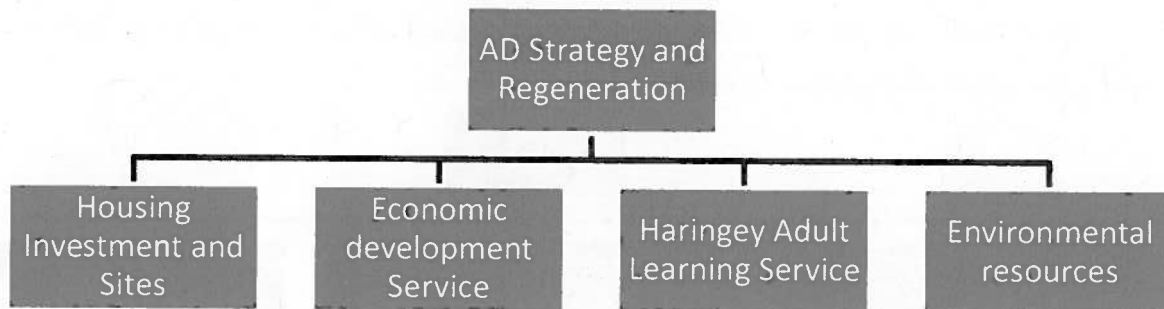 AD Strategy and
Regeneration
Housing
Investment and
Sites
Economic
development
Service
Haringey Adult
Learning Service
Environmental
resources